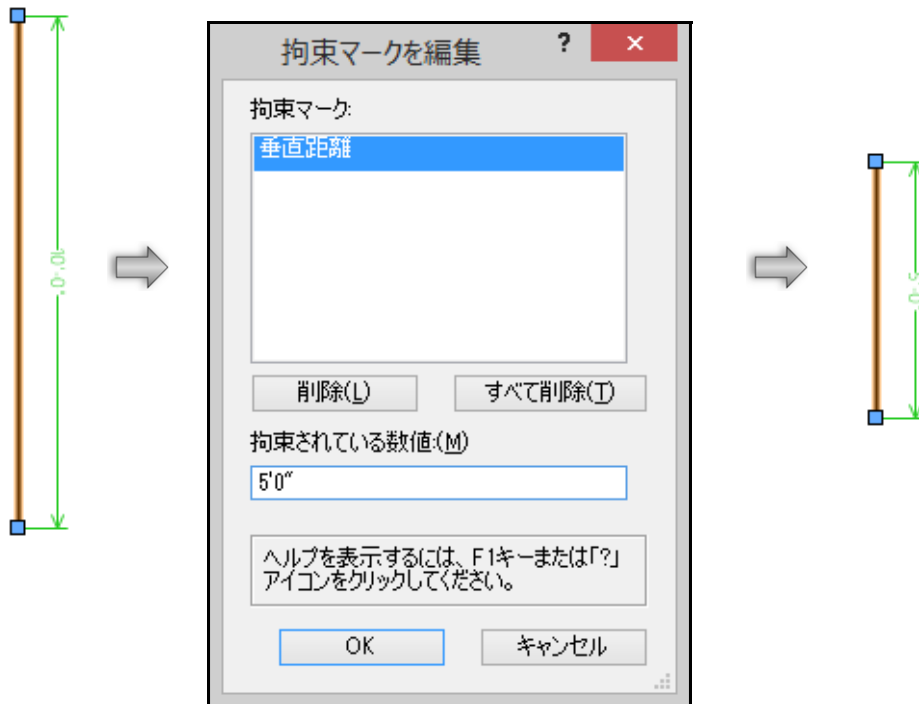 10'-0"
拘束マークを編集
?
×
拘束マーク:
垂直距離
削除(L)
すべて削除(T)
拘束されている数値:(M)
5'0"
ヘルプを表示するには、F1キーまたは「?」
アイコンをクリックしてください。
OK
キャンセル